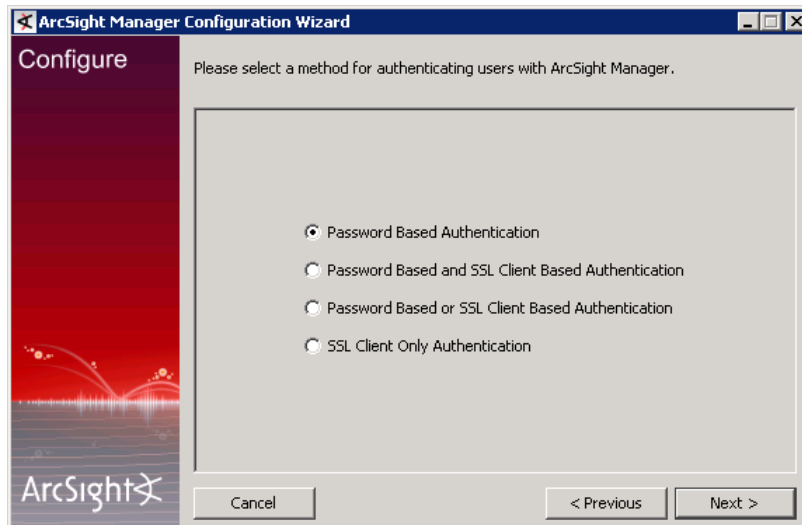 ArcSight Manager Configuration Wizard
Configure
Please select a method for authenticating users with ArcSight Manager.
Password Based Authentication
Password Based and SSL Client Based Authentication
Password Based or SSL Client Based Authentication
SSL Client Only Authentication
ArcSight
Cancel
< Previous
Next >